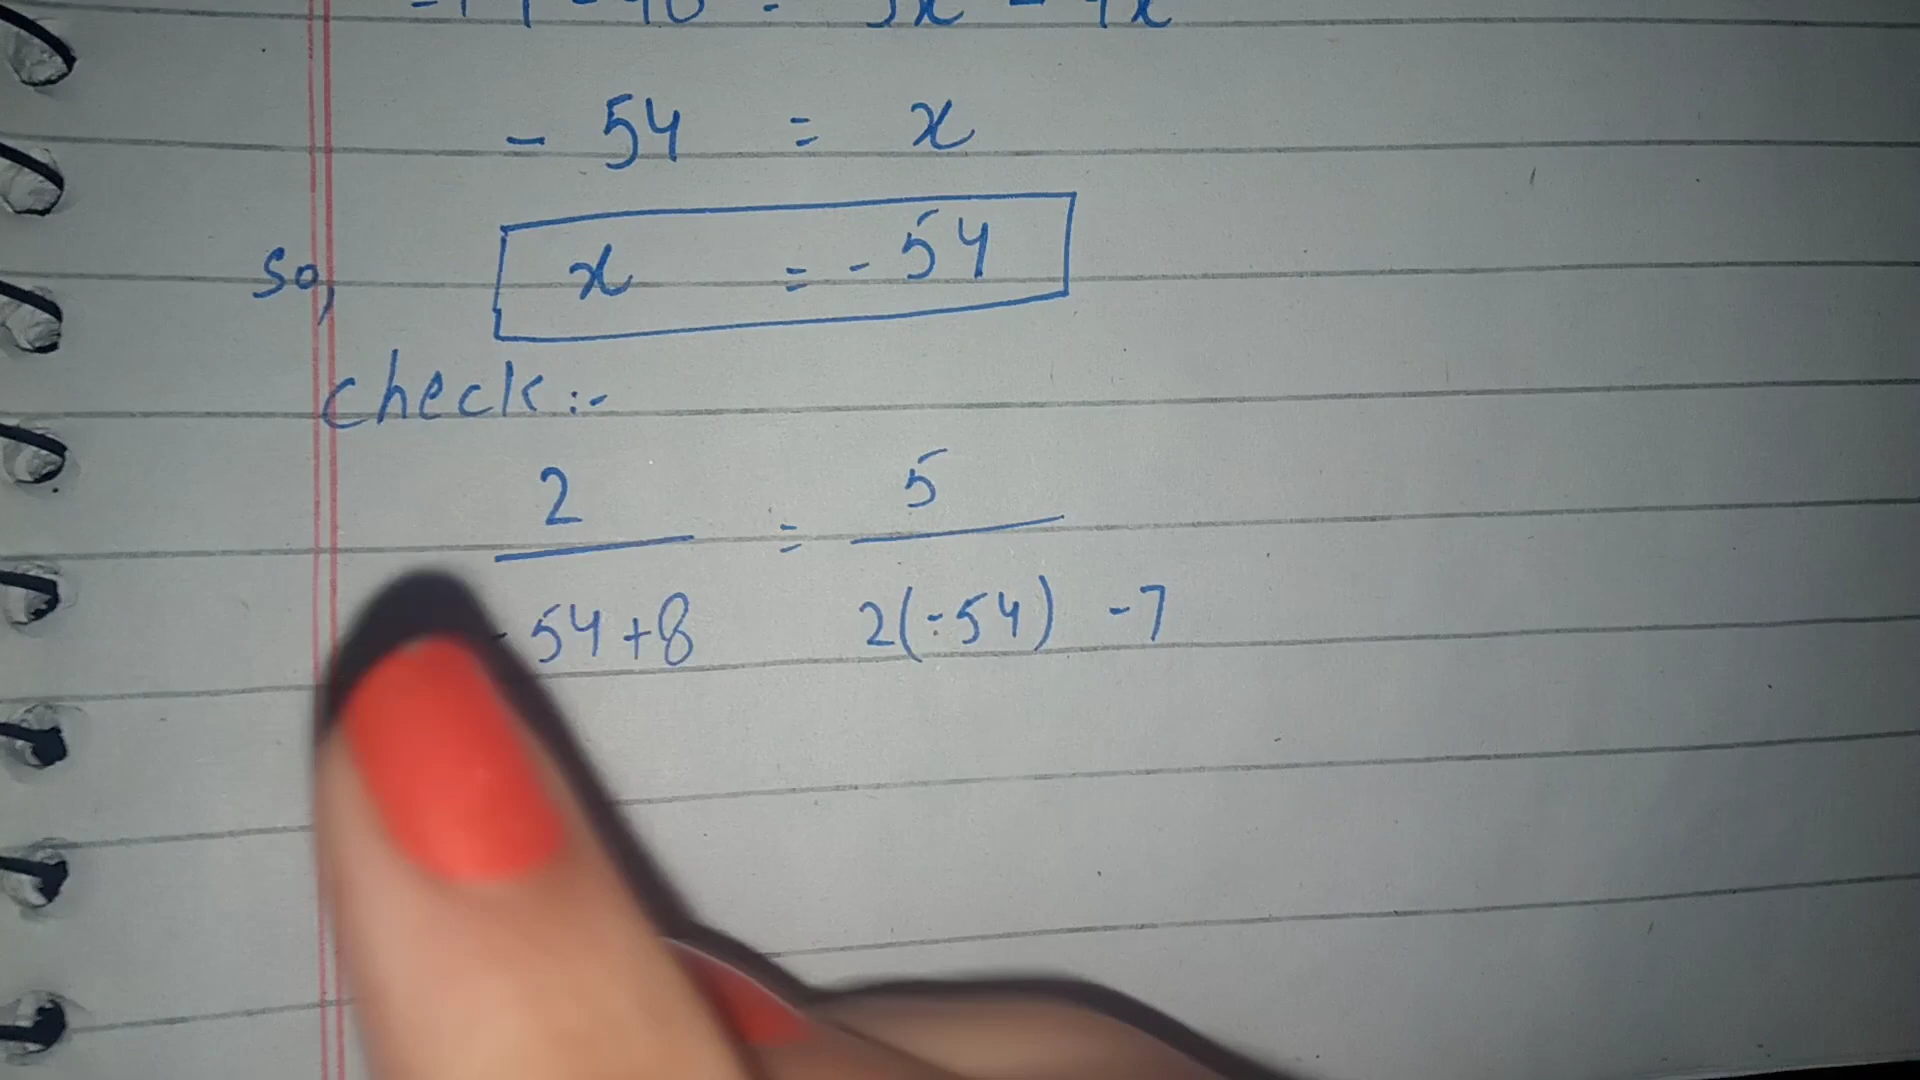 - 54 = x
so, x = - 54
check:-
2 = 5
- 54 + 8 2(-54) - 7